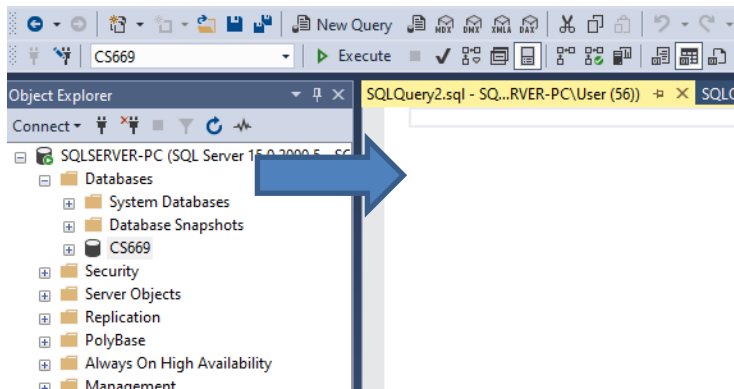 New Query MDX DMX XMLA DAX
CS669 Execute
Object Explorer
SQLQuery2.sql - SQ...RVER-PC\User (56))
Connect
SQLSERVER-PC (SQL Server 15.0.2000.5 - SC
Databases
System Databases
Database Snapshots
CS669
Security
Server Objects
Replication
PolyBase
Always On High Availability
Management